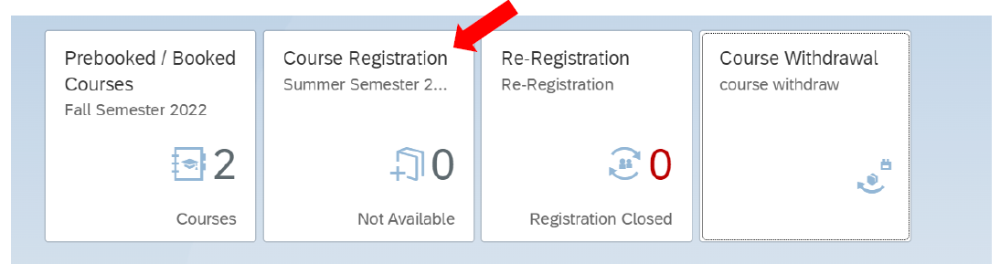 Prebooked / Booked
Courses
Fall Semester 2022
2
Courses
Course Registration
Summer Semester 2...
0
Not Available
Re-Registration
Re-Registration
0
Registration Closed
Course Withdrawal
course withdraw